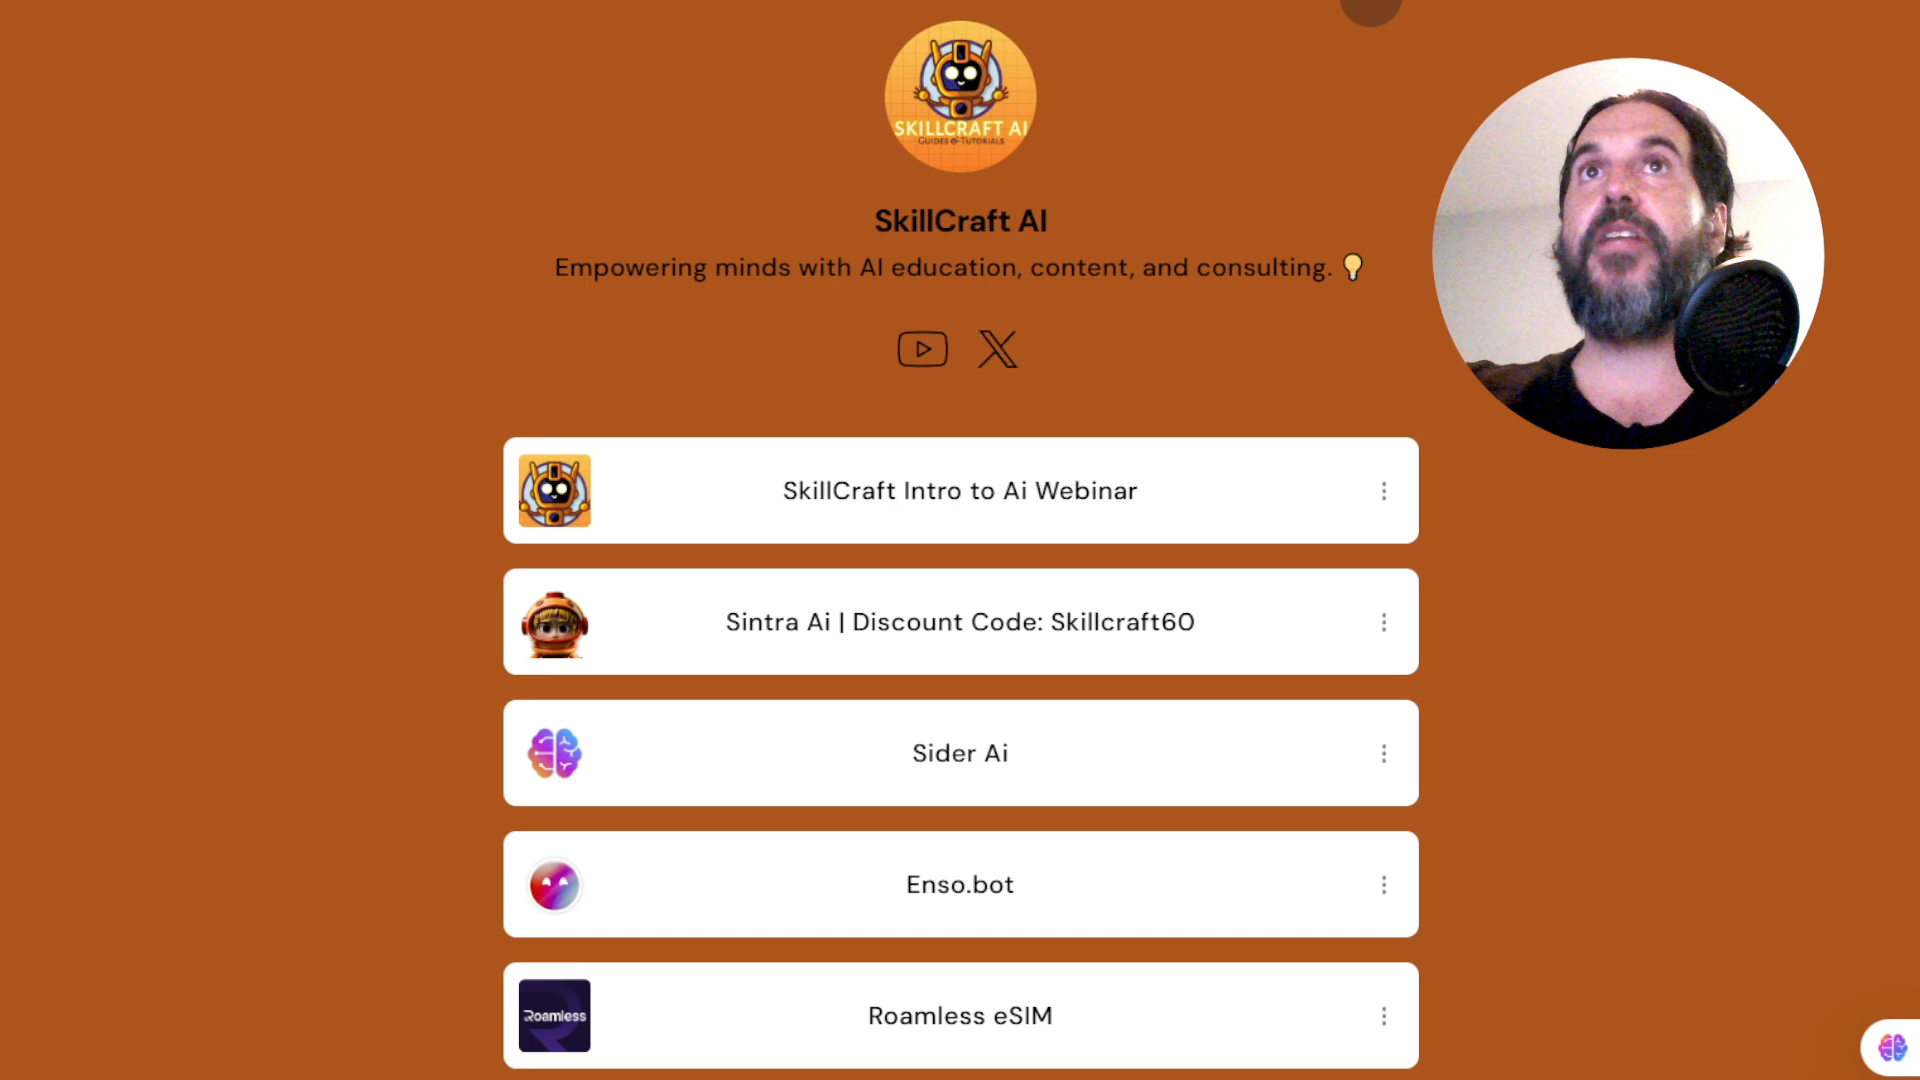 SKILLCRAFT AI
GUIDES & TUTORIALS
SkillCraft AI
Empowering minds with AI education, content, and consulting.
SkillCraft Intro to Ai Webinar
Sintra Ai | Discount Code: Skillcraft60
Sider Ai
Enso.bot
Roamless
Roamless eSIM